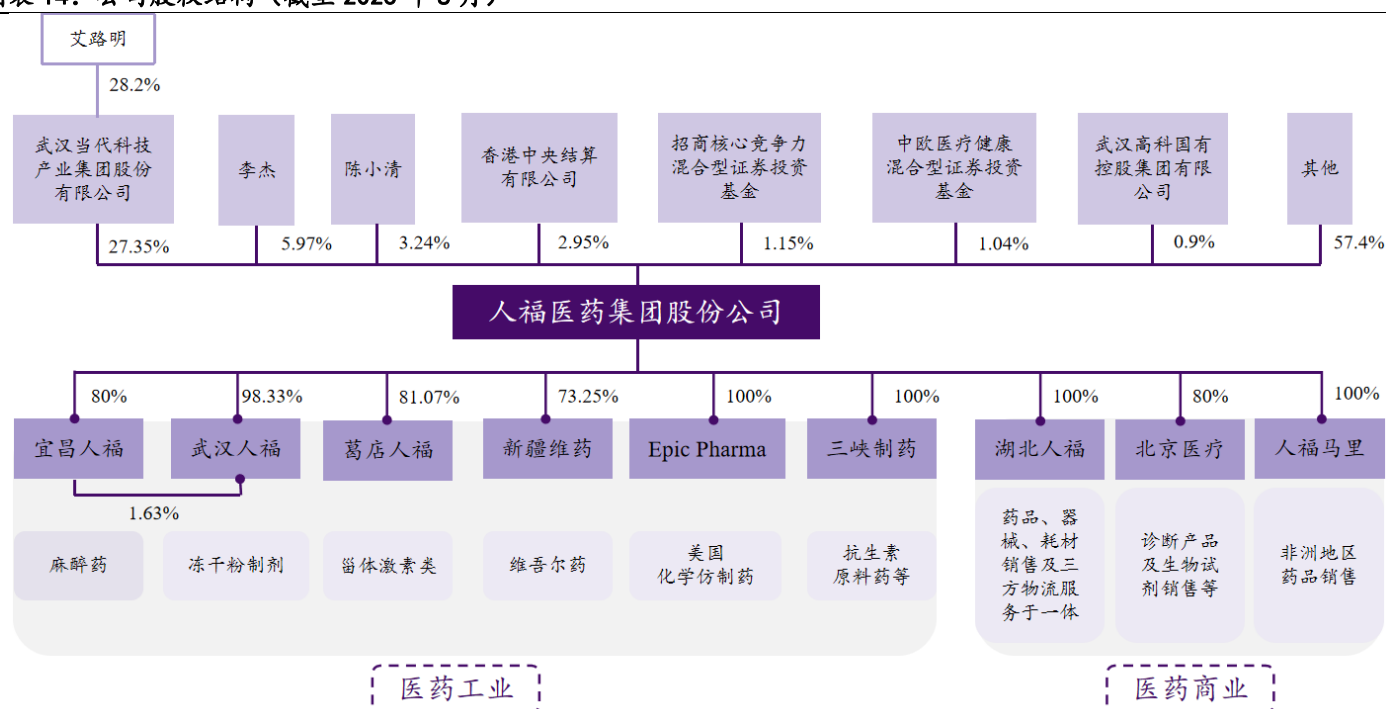 艾路明
28.2%
武汉当代科技
产业集团股份
有限公司
李杰
陈小清
香港中央结算
有限公司
招商核心竞争力
混合型证券投资
基金
中欧医疗健康
混合型证券投资
基金
武汉高科国有
控股集团有限
公司
其他
27.35%
5.97%
3.24%
2.95%
1.15%
1.04%
0.9%
57.4%
人福医药集团股份公司
80%
98.33%
81.07%
73.25%
100%
100%
100%
80%
100%
宜昌人福
武汉人福
葛店人福
新疆维药
Epic Pharma
三峡制药
湖北人福
北京医疗
人福马里
1.63%
麻醉药
冻干粉制剂
甾体激素类
维吾尔药
美国
化学仿制药
抗生素
原料药等
药品、器
械、耗材
销售及三
方物流服
务于一体
诊断产品
及生物试
剂销售等
非洲地区
药品销售
医药工业
医药商业